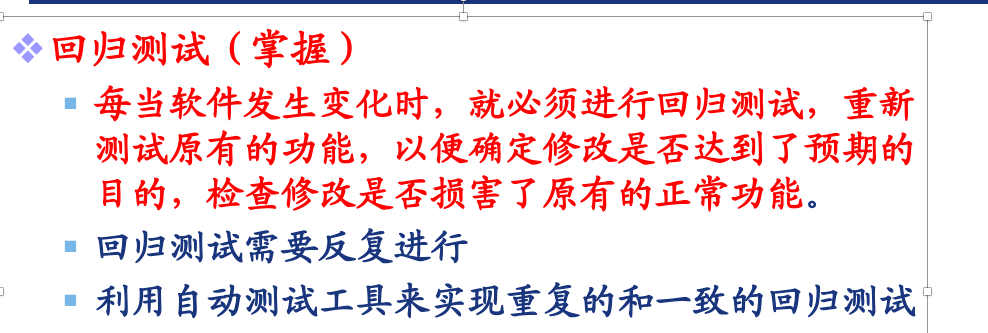 回归测试（掌握）
每当软件发生变化时，就必须进行回归测试，重新
测试原有的功能，以便确定修改是否达到了预期的
目的，检查修改是否损害了原有的正常功能。
回归测试需要反复进行
利用自动测试工具来实现重复的和一致的回归测试